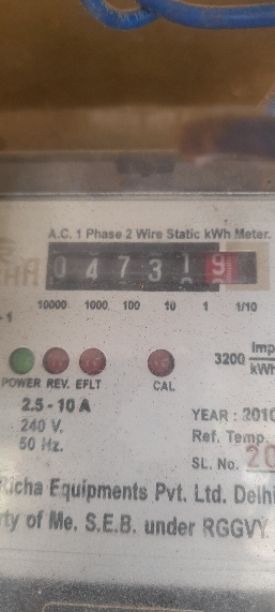 A.C. 1 Phase 2 Wire Static kWh Meter.
0 4 7 3 1 9
10000 1000 100 10 1 1/10
3200 Imp
kWh
POWER REV. EFLT CAL
2.5 - 10 A
240 V.
50 Hz.
YEAR : 2010
Ref. Temp.
SL. No. 20
Richa Equipments Pvt. Ltd. Delhi
rty of Me. S.E.B. under RGGVY.